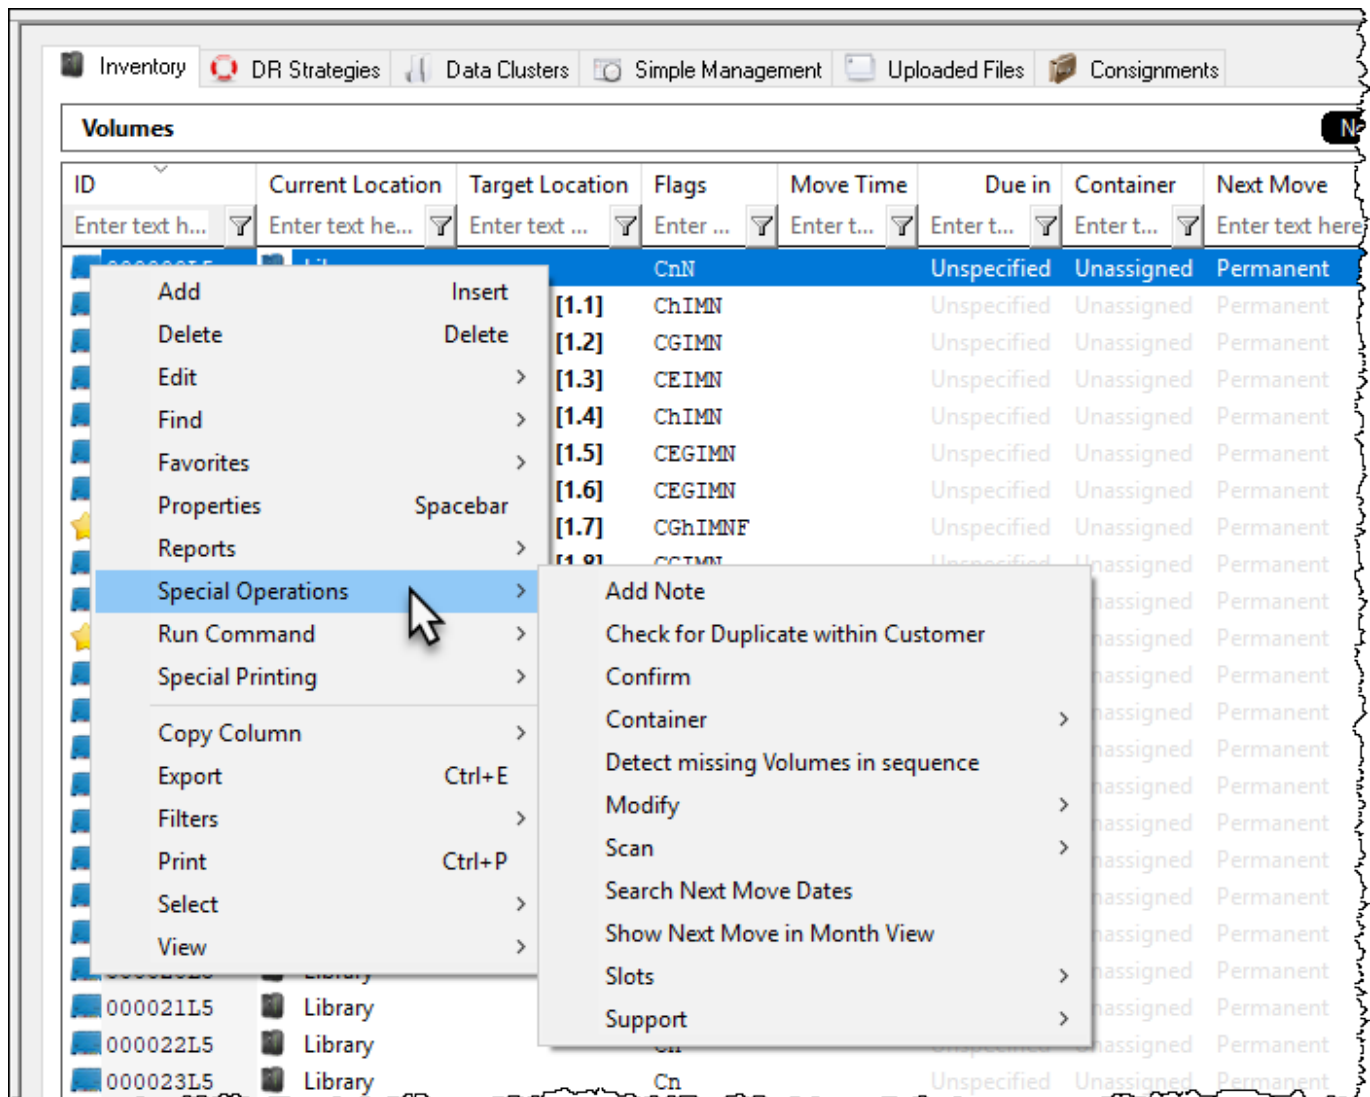 Inventory DR Strategies Data Clusters Simple Management Uploaded Files Consignments
Volumes
ID Current Location Target Location Flags Move Time Due in Container Next Move
Enter text h... Enter text he... Enter text ... Enter ... Enter t... Enter t... Enter t... Enter text here
CnN Unspecified Unassigned Permanent
Add Insert
[1.1] ChIMN Unspecified Unassigned Permanent
Delete Delete
[1.2] CGIMN Unspecified Unassigned Permanent
Edit
[1.3] CEIMN Unspecified Unassigned Permanent
Find
[1.4] ChIMN Unspecified Unassigned Permanent
Favorites
[1.5] CEGIMN Unspecified Unassigned Permanent
[1.6] CEGIMN Unspecified Unassigned Permanent
Properties Spacebar
[1.7] CGhIMNF Unspecified Unassigned Permanent
Reports
[1.8] CGIMN Unspecified Unassigned Permanent
Special Operations
Run Command
Special Printing
Copy Column
Export Ctrl+E
Filters
Print Ctrl+P
Select
View
Add Note
Check for Duplicate within Customer
Confirm
Container
Detect missing Volumes in sequence
Modify
Scan
Search Next Move Dates
Show Next Move in Month View
Slots
Support
Permanent
Permanent
Permanent
Permanent
Permanent
Permanent
Permanent
Permanent
Permanent
Permanent
Permanent
000021L5 Library Permanent
000022L5 Library Permanent
000023L5 Library Cn Unspecified Unassigned Permanent